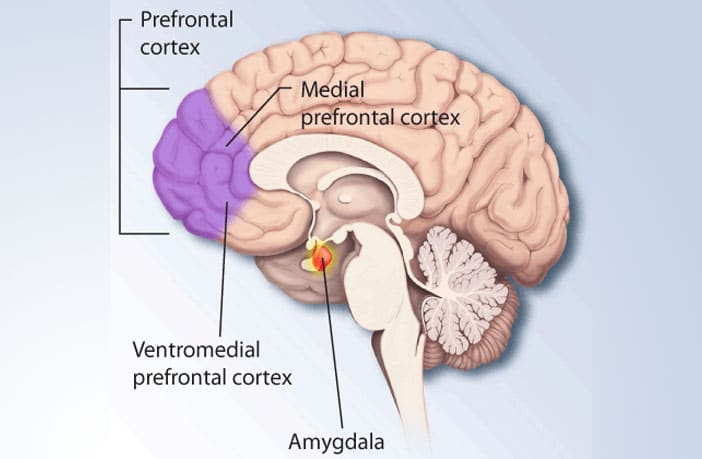 Prefrontal
cortex
Medial
prefrontal cortex
Ventromedial
prefrontal cortex
Amygdala